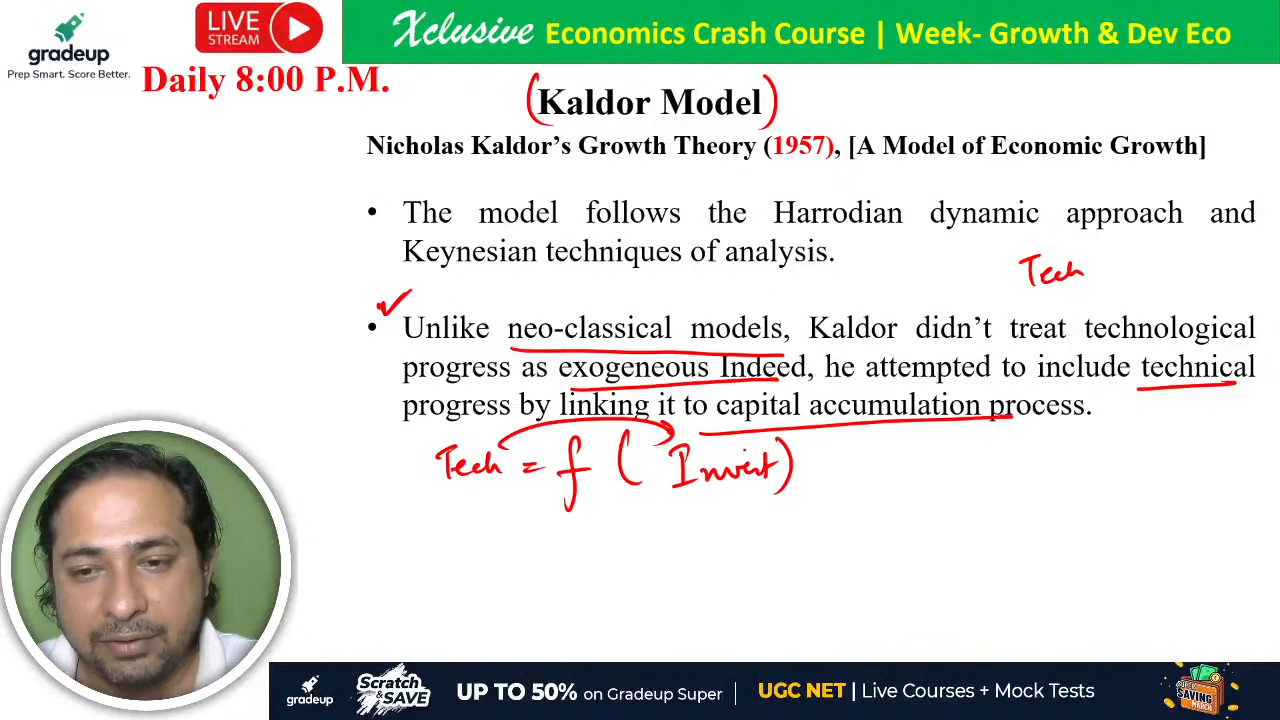 LIVE
STREAM
gradeup
Prep Smart. Score Better.
Xclusive Economics Crash Course | Week- Growth & Dev Eco
Daily 8:00 P.M.
(Kaldor Model)
Nicholas Kaldor's Growth Theory (1957), [A Model of Economic Growth]
• The model follows the Harrodian dynamic approach and
Keynesian techniques of analysis.
Tech
• Unlike neo-classical models, Kaldor didn't treat technological
progress as exogeneous Indeed, he attempted to include technical
progress by linking it to capital accumulation process.
Tech = f ( Invest)
gradeup
Scratch
& SAVE
UP TO 50% on Gradeup Super
UGC NET | Live Courses + Mock Tests
SUPER
SAVING
MARCH